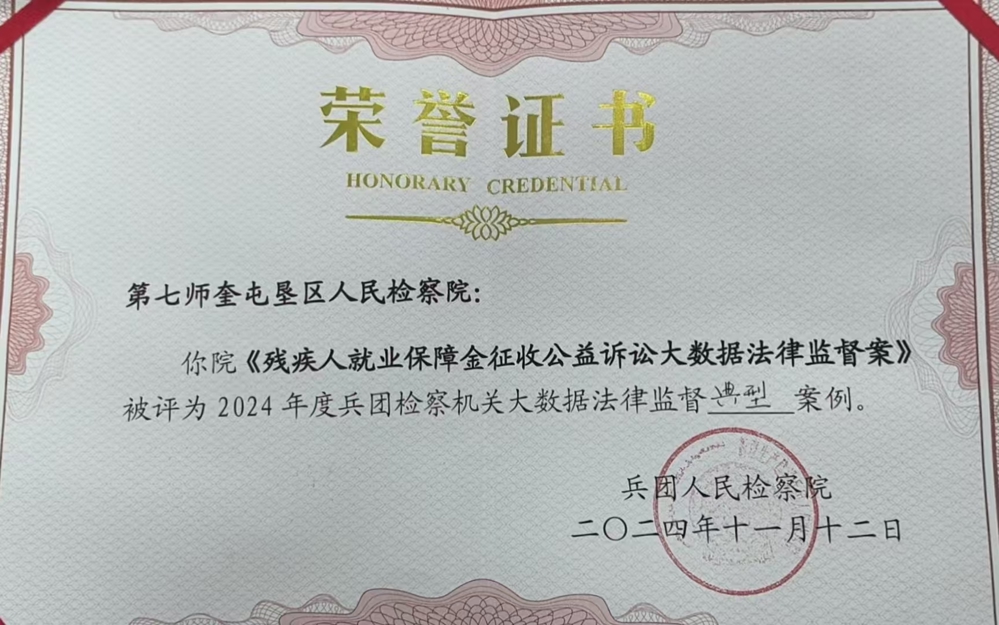 荣誉证书
HONORARY CREDENTIAL
第七师奎屯垦区人民检察院：
你院《残疾人就业保障金征收公益诉讼大数据法律监督案》
被评为 2024 年度兵团检察机关大数据法律监督典型案例。
兵团人民检察院
二〇二四年十一月十二日